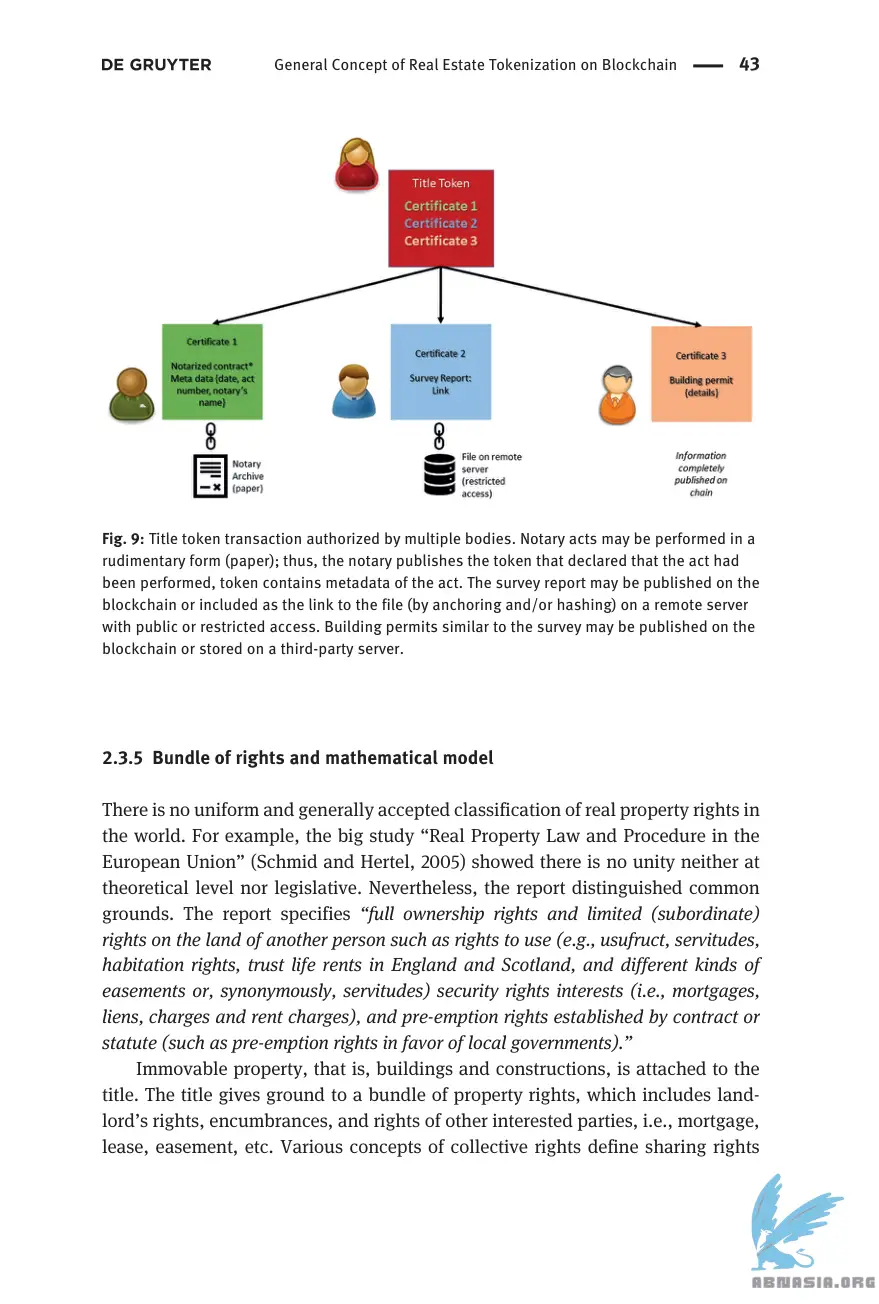 DE GRUYTER General Concept of Real Estate Tokenization on Blockchain — 43
Title Token
Certificate 1
Certificate 2
Certificate 3
Certificate 1
Notarized contract*
Meta data (date, act
number, notary's
name)
Certificate 2
Survey Report:
Link
Certificate 3
Building permit
(details)
Notary
Archive
(paper)
File on remote
server
(restricted
access)
Information
completely
published on
chain
Fig. 9: Title token transaction authorized by multiple bodies. Notary acts may be performed in a
rudimentary form (paper); thus, the notary publishes the token that declared that the act had
been performed, token contains metadata of the act. The survey report may be published on the
blockchain or included as the link to the file (by anchoring and/or hashing) on a remote server
with public or restricted access. Building permits similar to the survey may be published on the
blockchain or stored on a third-party server.
2.3.5 Bundle of rights and mathematical model
There is no uniform and generally accepted classification of real property rights in
the world. For example, the big study “Real Property Law and Procedure in the
European Union” (Schmid and Hertel, 2005) showed there is no unity neither at
theoretical level nor legislative. Nevertheless, the report distinguished common
grounds. The report specifies “full ownership rights and limited (subordinate)
rights on the land of another person such as rights to use (e.g., usufruct, servitudes,
habitation rights, trust life rents in England and Scotland, and different kinds of
easements or, synonymously, servitudes) security rights interests (i.e., mortgages,
liens, charges and rent charges), and pre-emption rights established by contract or
statute (such as pre-emption rights in favor of local governments).”
Immovable property, that is, buildings and constructions, is attached to the
title. The title gives ground to a bundle of property rights, which includes land-
lord’s rights, encumbrances, and rights of other interested parties, i.e., mortgage,
lease, easement, etc. Various concepts of collective rights define sharing rights
ABNASIA.ORG